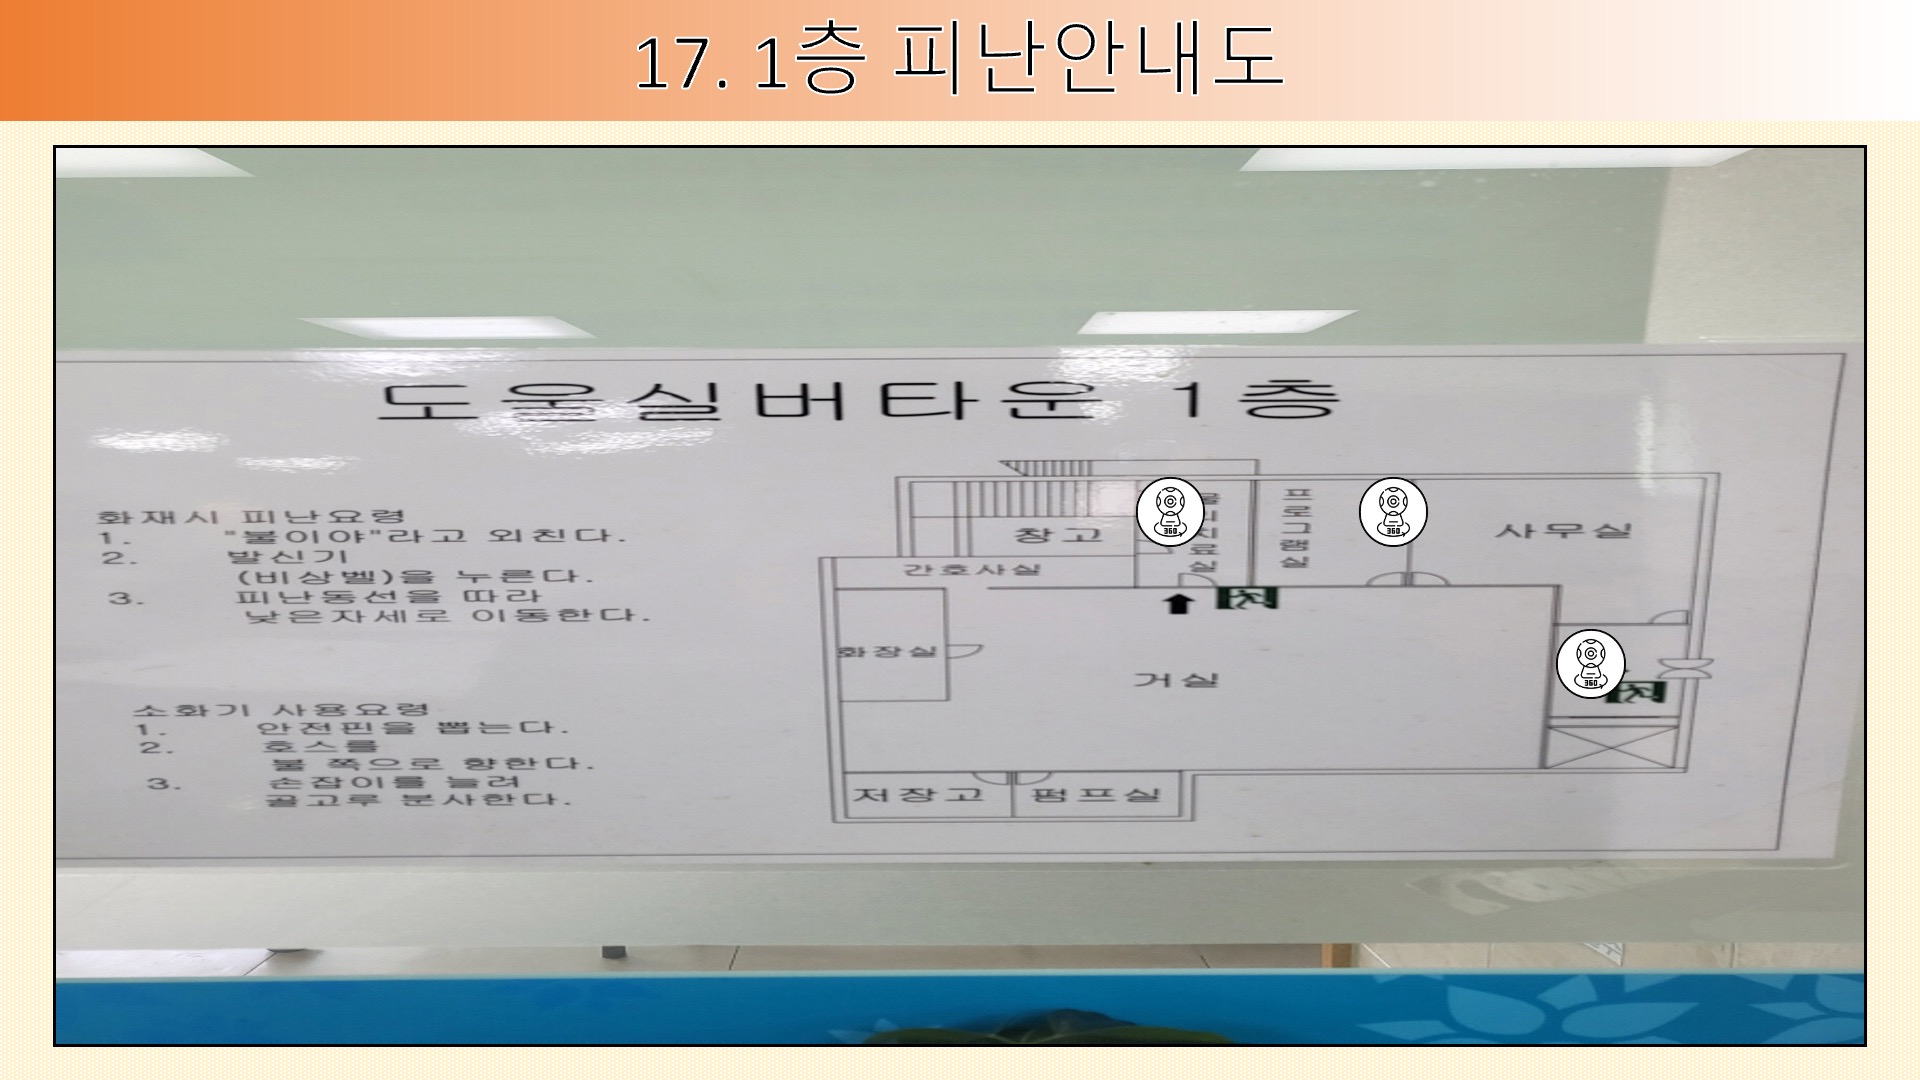 17. 1층 피난안내도
도울실버타운 1층
화재시 피난요령
1. "불이야"라고 외친다.
2. 발신기
(비상벨)을 누른다.
3. 피난동선을 따라
낮은자세로 이동한다.
소화기 사용요령
1. 안전핀을 뽑는다.
2. 호스를
불 쪽으로 향한다.
3. 손잡이를 눌려
골고루 분사한다.
창고
물리치료실
프로그램실
사무실
간호사실
화장실
거실
저장고
펌프실
360
360
360